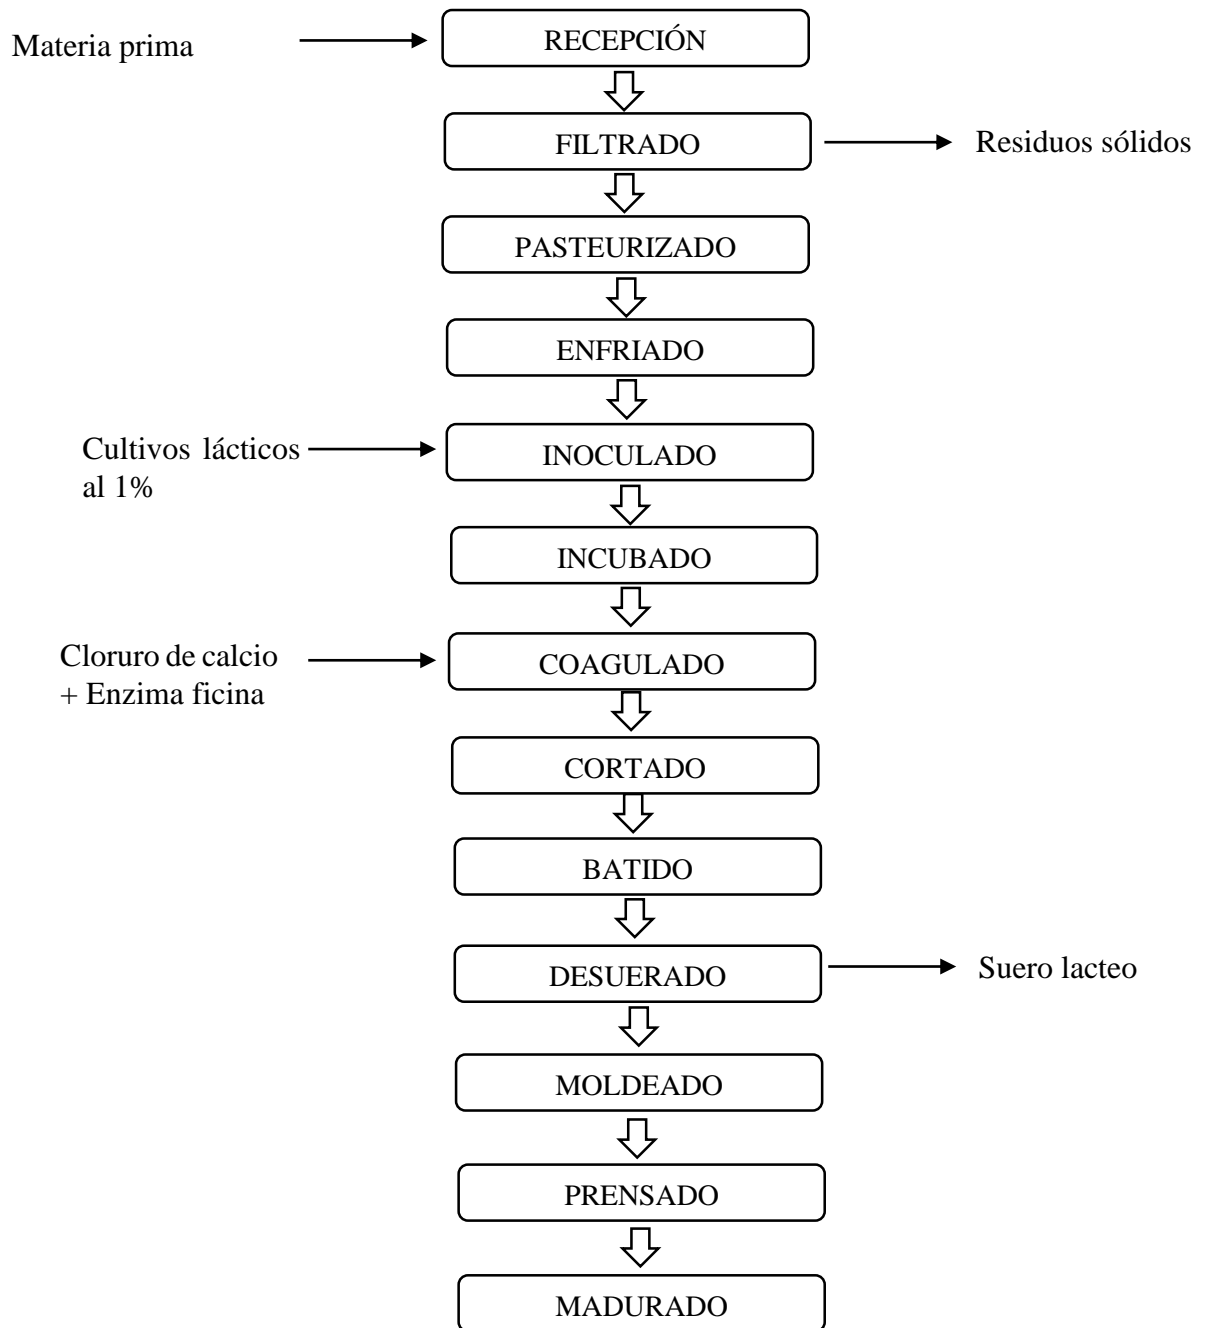 Materia prima
RECEPCIÓN
FILTRADO
Residuos sólidos
PASTEURIZADO
ENFRIADO
Cultivos lácticos
al 1%
INOCULADO
INCUBADO
Cloruro de calcio
+ Enzima ficina
COAGULADO
CORTADO
BATIDO
DESUERADO
Suero lacteo
MOLDEADO
PRENSADO
MADURADO